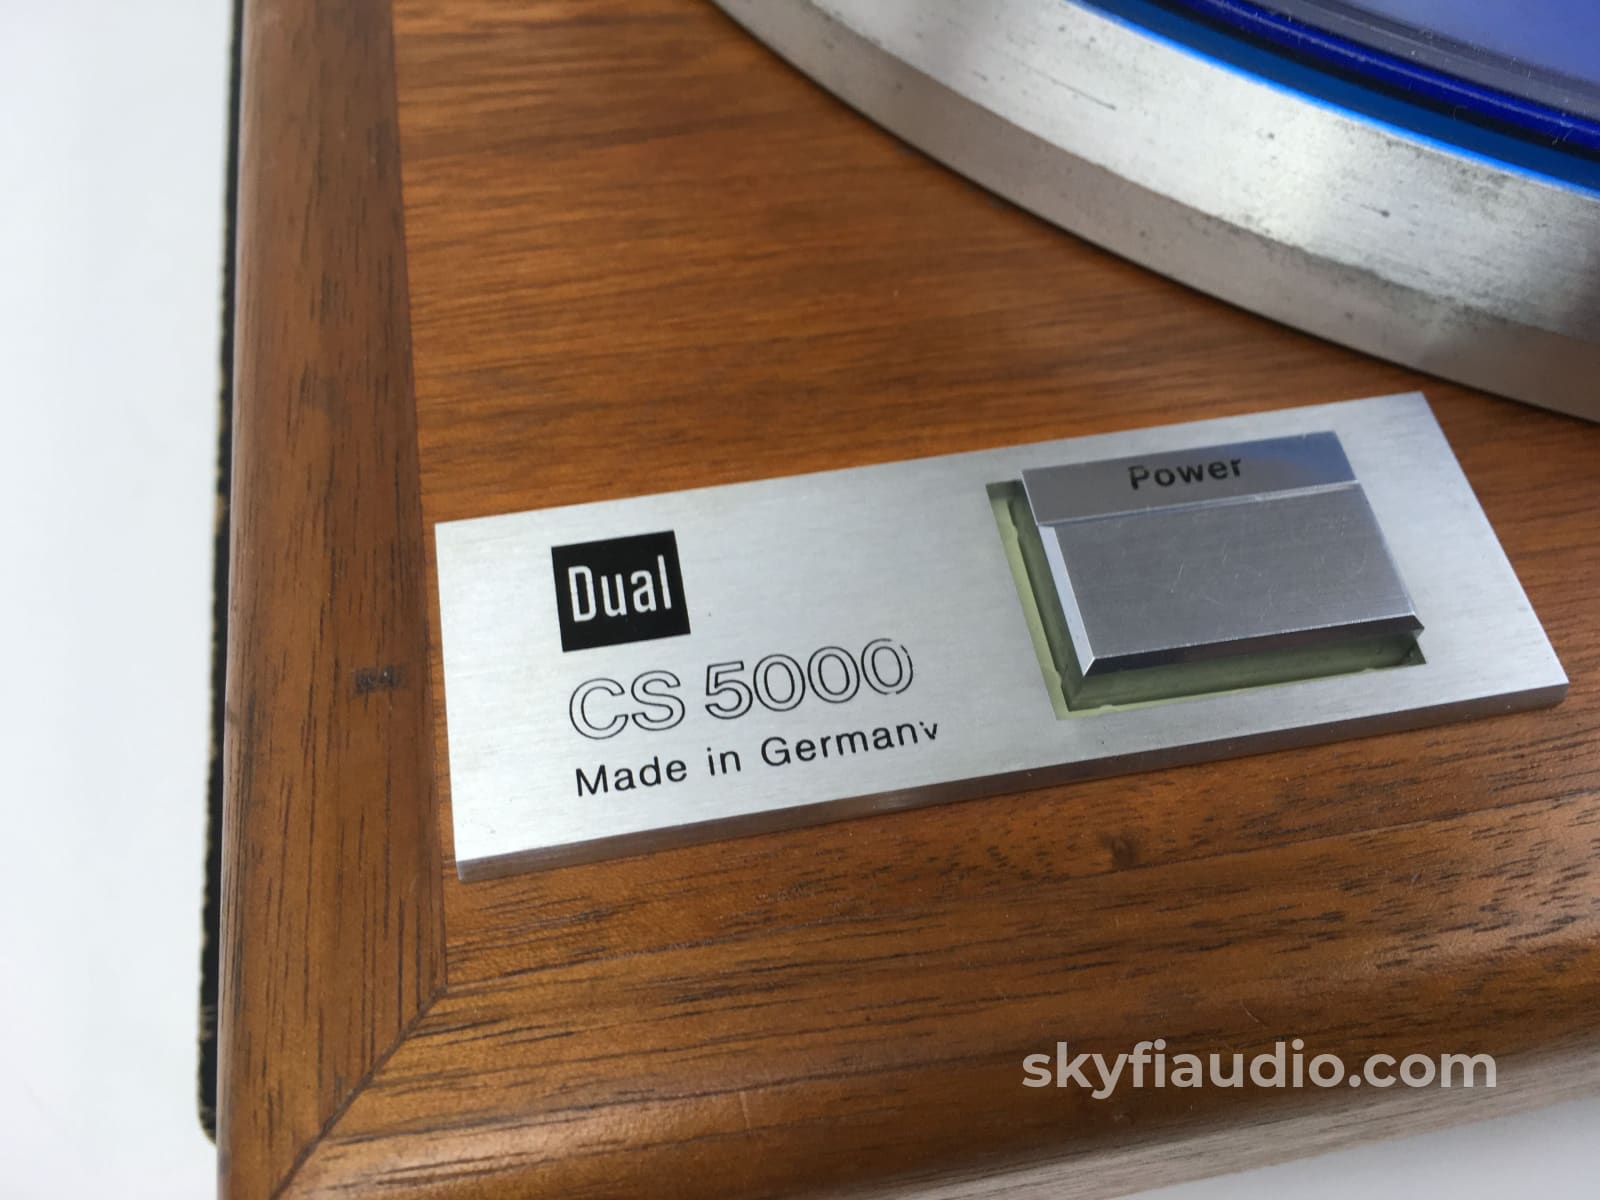 Power
Dual
CS 5000
Made in Germany
skyfiaudio.com